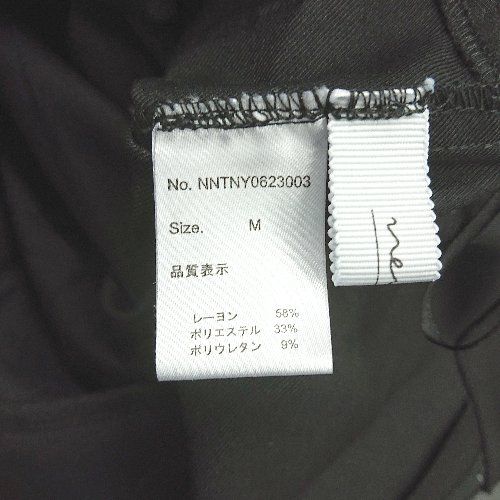 No. NNTNY0623003
Size. M
品質表示
レーヨン 58%
ポリエステル 33%
ポリウレタン 9%